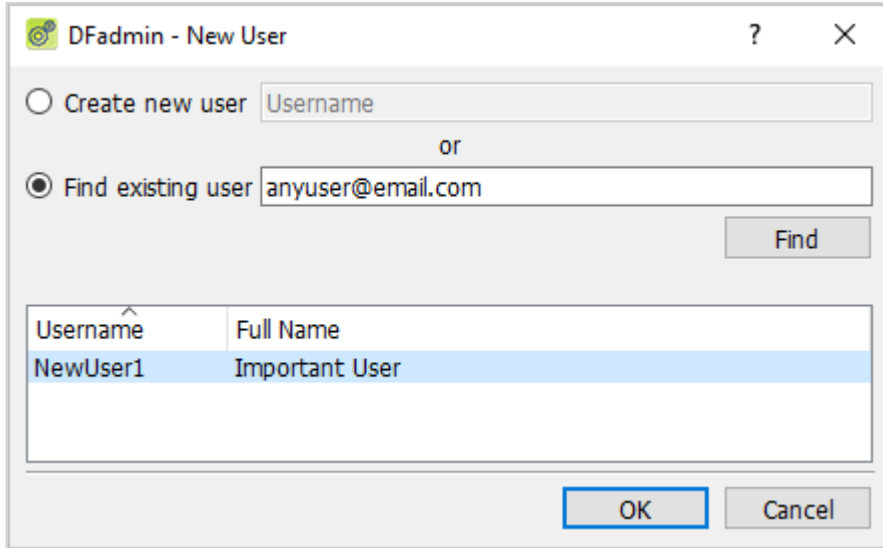 DFadmin - New User
Create new user Username
or
Find existing user anyuser@email.com
Find
Username Full Name
NewUser1 Important User
OK Cancel